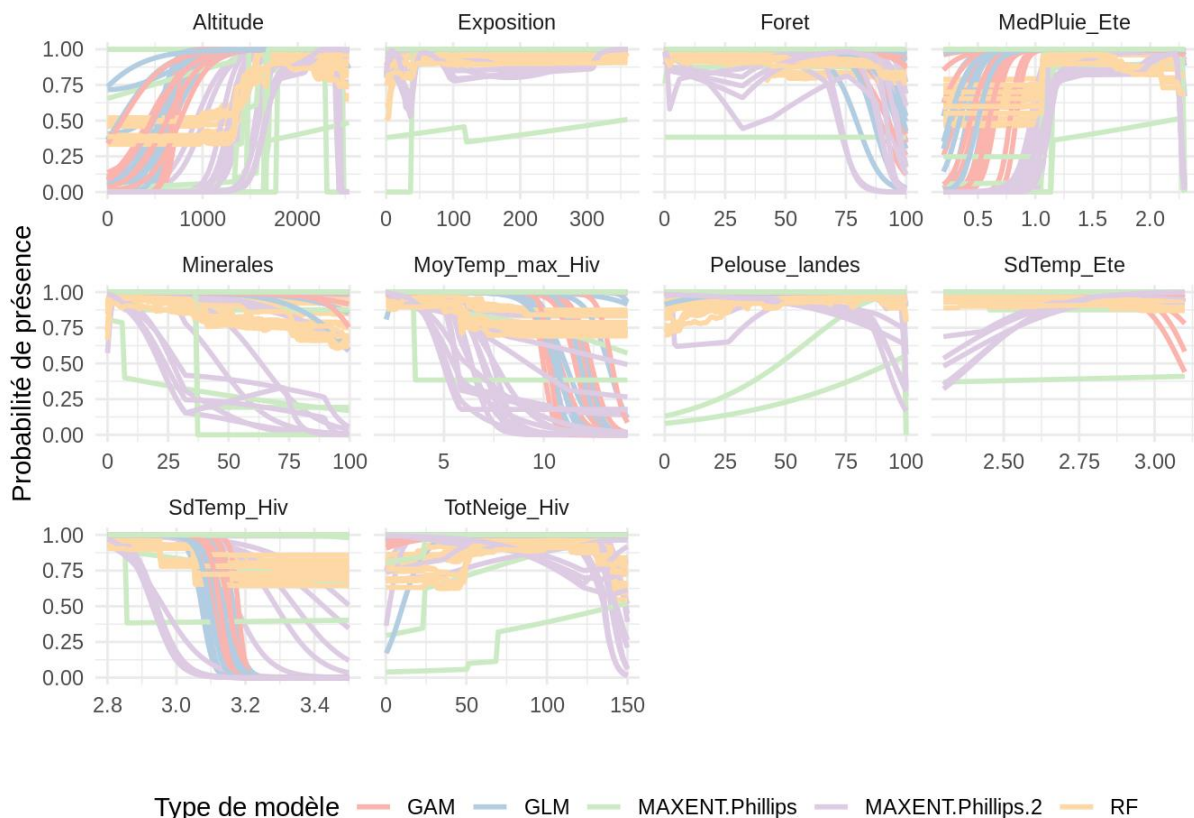 Altitude Exposition Foret MedPluie_Ete
1.00
0.75
0.50
0.25
0.00
0 1000 2000 0 100 200 300 0 25 50 75 100 0.5 1.0 1.5 2.0
Minerales MoyTemp_max_Hiv Pelouse_landes SdTemp_Ete
1.00
0.75
0.50
0.25
0.00
0 25 50 75 100 5 10 0 25 50 75 100 2.50 2.75 3.00
SdTemp_Hiv TotNeige_Hiv
1.00
0.75
0.50
0.25
0.00
2.8 3.0 3.2 3.4 0 50 100 150
Probabilité de présence
Type de modèle GAM GLM MAXENT.Phillips MAXENT.Phillips.2 RF